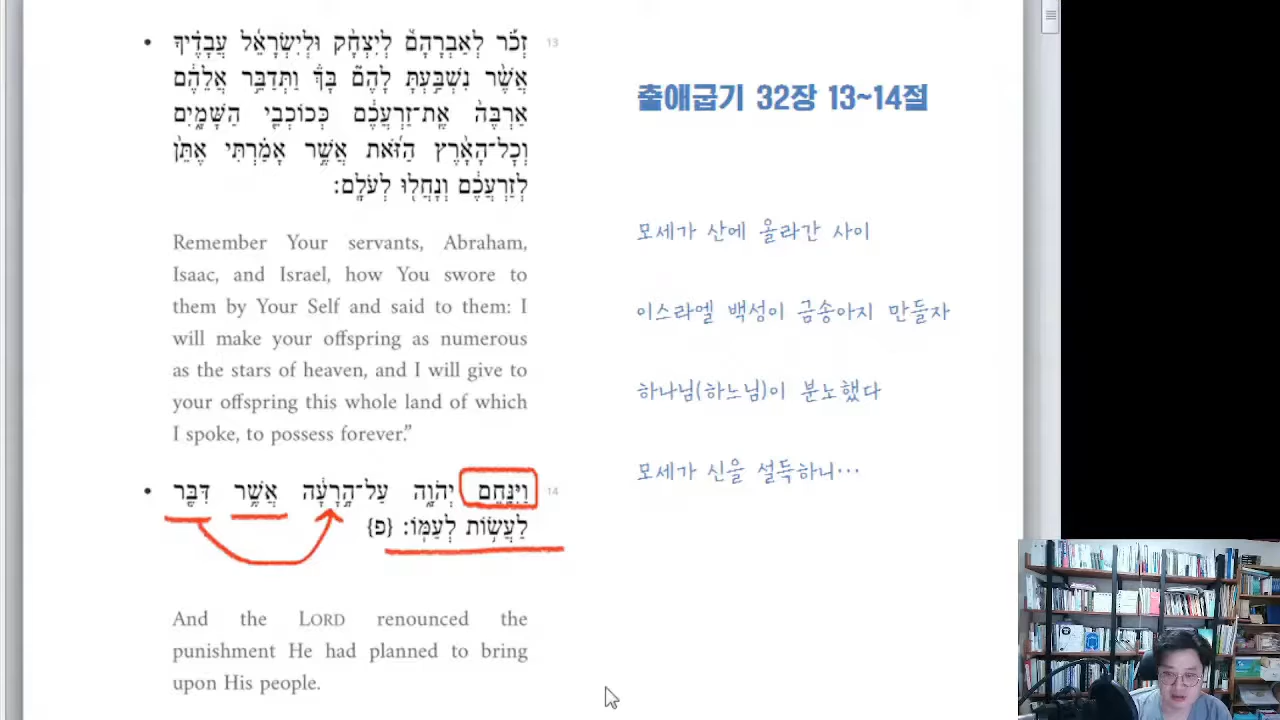 זְכֹ֡ר לְאַבְרָהָם֩ לְיִצְחָ֨ק וּלְיִשְׂרָאֵ֜ל עֲבָדֶ֗יךָ
אֲשֶׁ֨ר נִשְׁבַּ֣עְתָּ לָהֶם֮ בָּךְ֒ וַתְּדַבֵּ֣ר אֲלֵהֶ֔ם
אַרְבֶּה֙ אֶֽת־זַרְעֲכֶ֔ם כְּכוֹכְבֵ֖י הַשָּׁמָ֑יִם
וְכׇל־הָאָ֨רֶץ הַזֹּ֜את אֲשֶׁ֣ר אָמַ֗רְתִּי אֶתֵּן֙
לְזַרְעֲכֶ֔ם וְנָחֲל֖וּ לְעֹלָֽם׃
13
Remember Your servants, Abraham,
Isaac, and Israel, how You swore to
them by Your Self and said to them: I
will make your offspring as numerous
as the stars of heaven, and I will give to
your offspring this whole land of which
I spoke, to possess forever.”
וַיִּנָּ֖חֶם יְהֹוָ֑ה עַל־הָ֣רָעָ֔ה אֲשֶׁ֥ר דִּבֶּ֖ר
לַעֲשׂ֥וֹת לְעַמּֽוֹ׃ {פ}
14
And the LORD renounced the
punishment He had planned to bring
upon His people.
출애굽기 32장 13~14절
모세가 산에 올라간 사이
이스라엘 백성이 금송아지 만들자
하나님(하느님)이 분노했다
모세가 신을 설득하니…